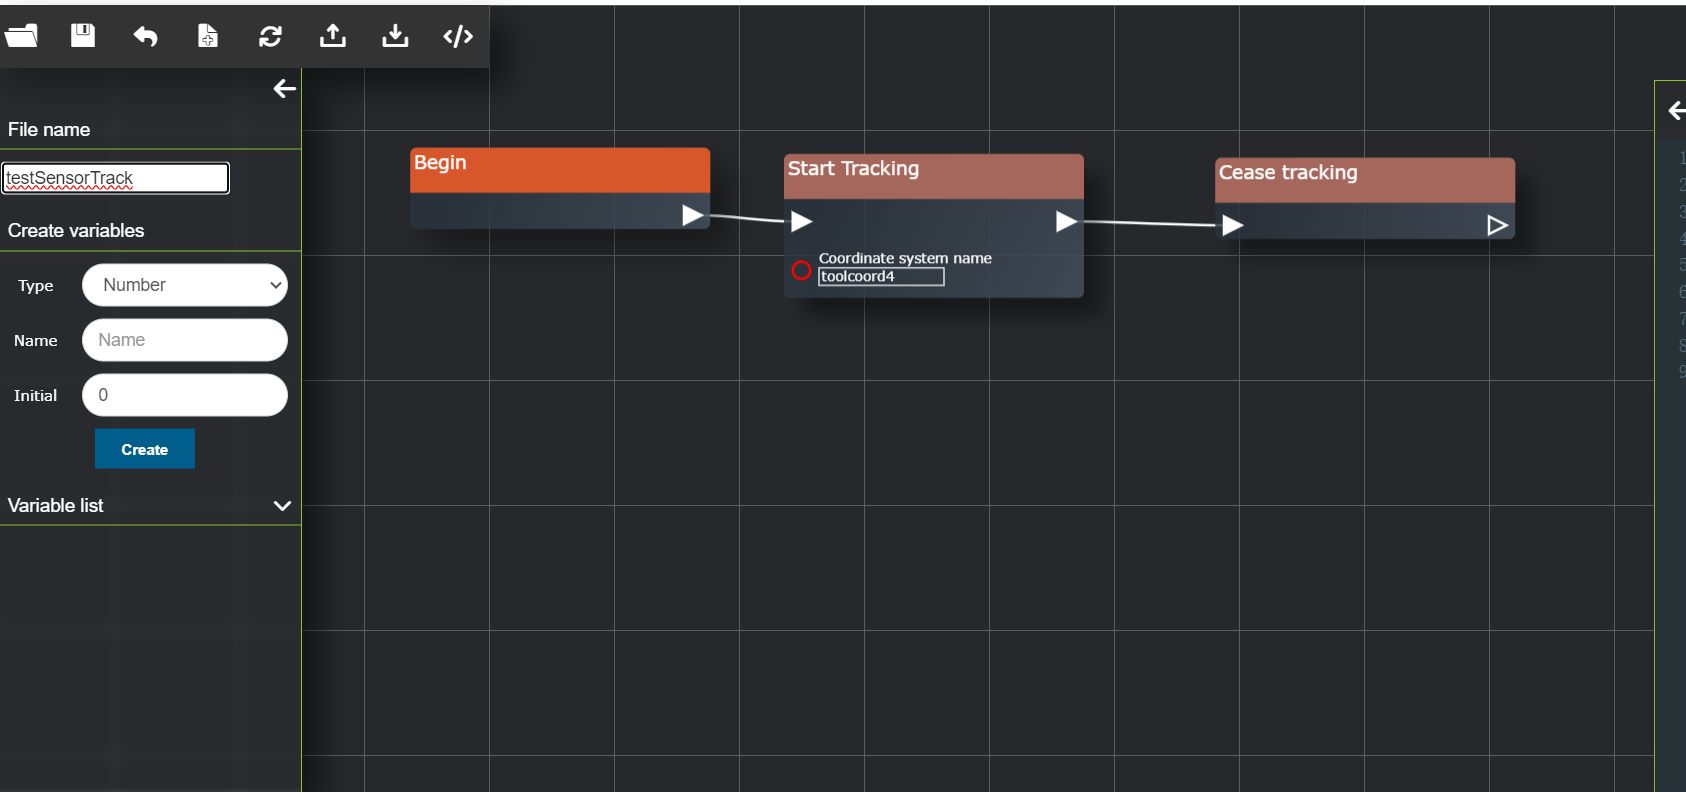 File name
testSensorTrack
Create variables
Type
Number
Name
Name
Initial
0
Create
Variable list
Begin
Start Tracking
Coordinate system name
toolcoord4
Cease tracking
1
2
3
4
5
6
7
8
9